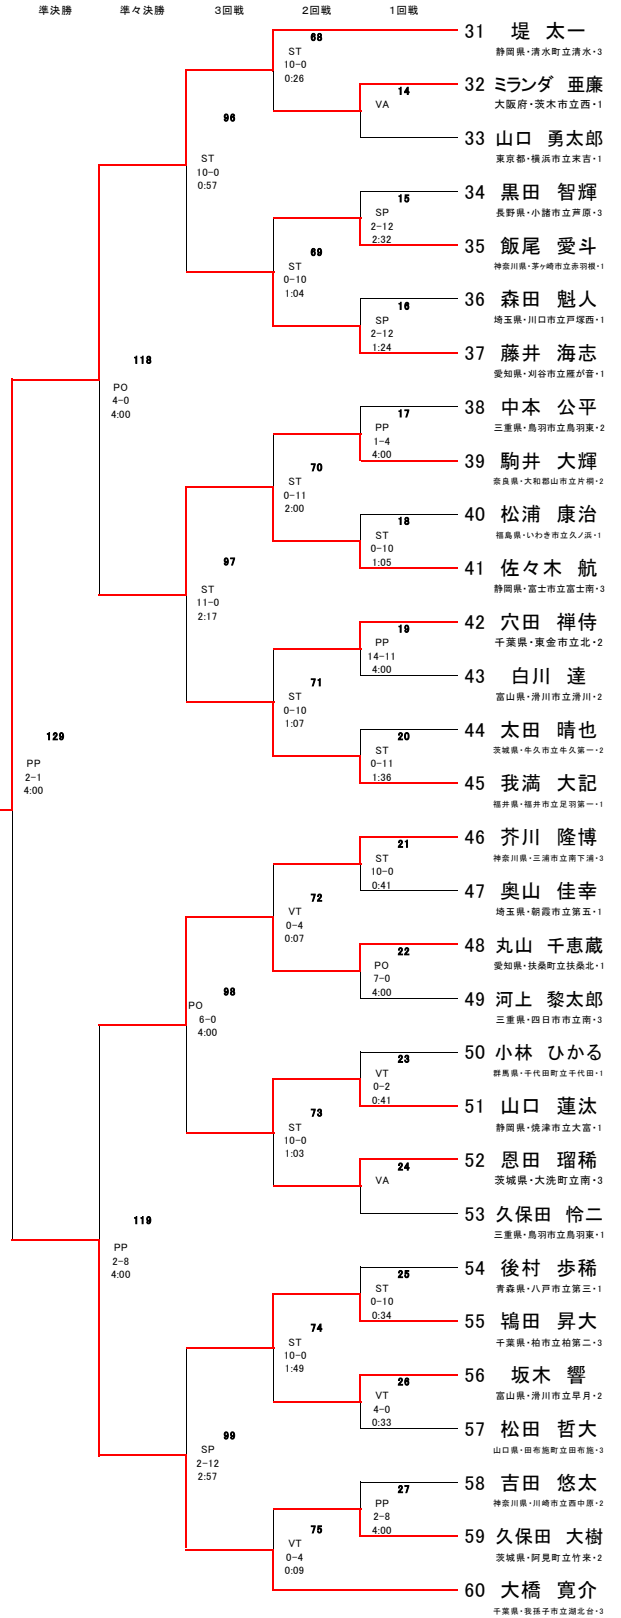 準決勝 準々決勝 3回戦 2回戦 1回戦
31 堤 太一
静岡県・清水町立清水・3
68
ST
10-0
0:26
32 ミランダ 亜廉
大阪府・茨木市立西・1
14
VA
33 山口 勇太郎
東京都・横浜市立末吉・1
96
ST
10-0
0:57
34 黒田 智輝
長野県・小諸市立芦原・3
15
SP
2-12
2:32
35 飯尾 愛斗
神奈川県・茅ヶ崎市立赤羽根・1
69
ST
0-10
1:04
36 森田 魁人
埼玉県・川口市立戸塚西・1
16
SP
2-12
1:24
37 藤井 海志
愛知県・刈谷市立雁が音・1
118
PO
4-0
4:00
38 中本 公平
三重県・鳥羽市立鳥羽東・2
17
PP
1-4
4:00
39 駒井 大輝
奈良県・大和郡山市立片桐・2
70
ST
0-11
2:00
40 松浦 康治
福島県・いわき市立久ノ浜・1
18
ST
0-10
1:05
41 佐々木 航
静岡県・富士市立富士南・3
97
ST
11-0
2:17
42 穴田 禅侍
千葉県・東金市立北・2
19
PP
14-11
4:00
43 白川 達
富山県・滑川市立滑川・2
71
ST
0-10
1:07
44 太田 晴也
茨城県・牛久市立牛久第一・2
20
ST
0-11
1:36
45 我満 大記
福井県・福井市立足羽第一・1
129
PP
2-1
4:00
46 芥川 隆博
神奈川県・三浦市立南下浦・3
21
ST
10-0
0:41
47 奥山 佳幸
埼玉県・朝霞市立第五・1
72
VT
0-4
0:07
48 丸山 千恵蔵
愛知県・扶桑町立扶桑北・1
22
PO
7-0
4:00
49 河上 黎太郎
三重県・四日市市立南・3
98
PO
6-0
4:00
50 小林 ひかる
群馬県・千代田町立千代田・1
23
VT
0-2
0:41
51 山口 蓮汰
静岡県・焼津市立大富・1
73
ST
10-0
1:03
52 恩田 瑠稀
茨城県・大洗町立南・3
24
VA
53 久保田 怜二
三重県・鳥羽市立鳥羽東・1
119
PP
2-8
4:00
54 後村 歩稀
青森県・八戸市立第三・1
25
ST
0-10
0:34
55 鴇田 昇大
千葉県・柏市立柏第二・3
74
ST
10-0
1:49
56 坂木 響
富山県・滑川市立早月・2
26
VT
4-0
0:33
57 松田 哲大
山口県・田布施町立田布施・3
99
SP
2-12
2:57
58 吉田 悠太
神奈川県・川崎市立西中原・2
27
PP
2-8
4:00
59 久保田 大樹
茨城県・阿見町立竹来・2
75
VT
0-4
0:09
60 大橋 寛介
千葉県・我孫子市立湖北台・3